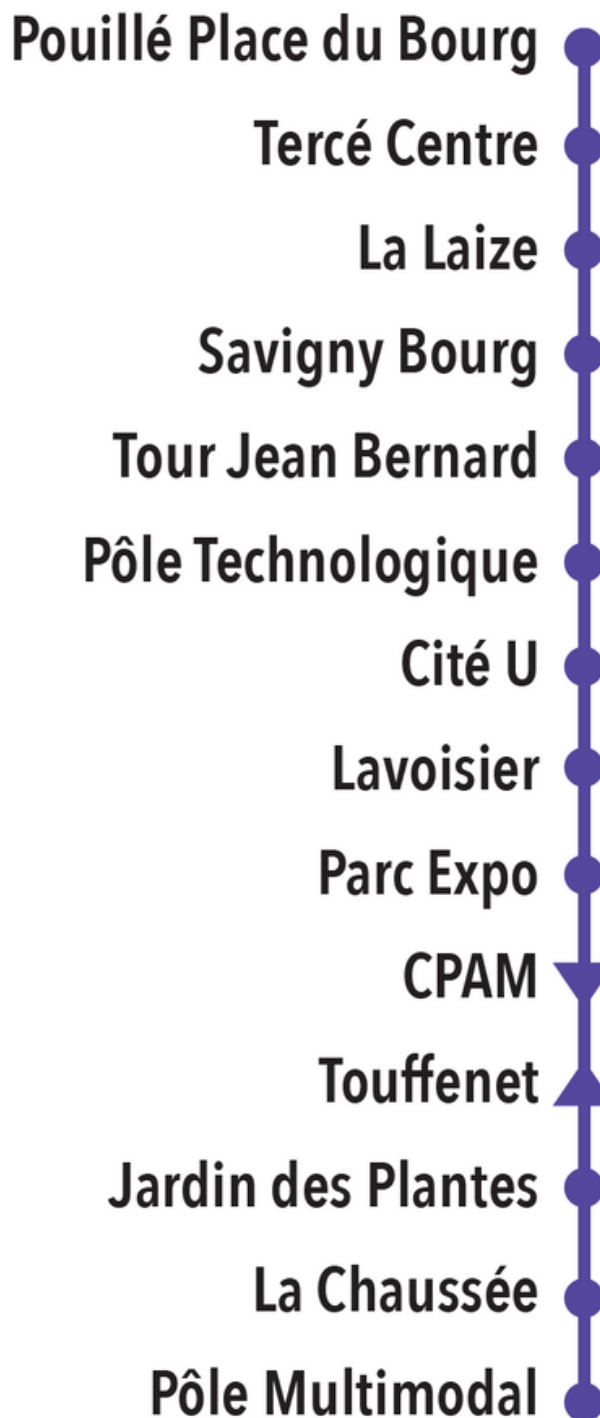 Pouillé Place du Bourg
Tercé Centre
La Laize
Savigny Bourg
Tour Jean Bernard
Pôle Technologique
Cité U
Lavoisier
Parc Expo
CPAM
Touffenet
Jardin des Plantes
La Chaussée
Pôle Multimodal